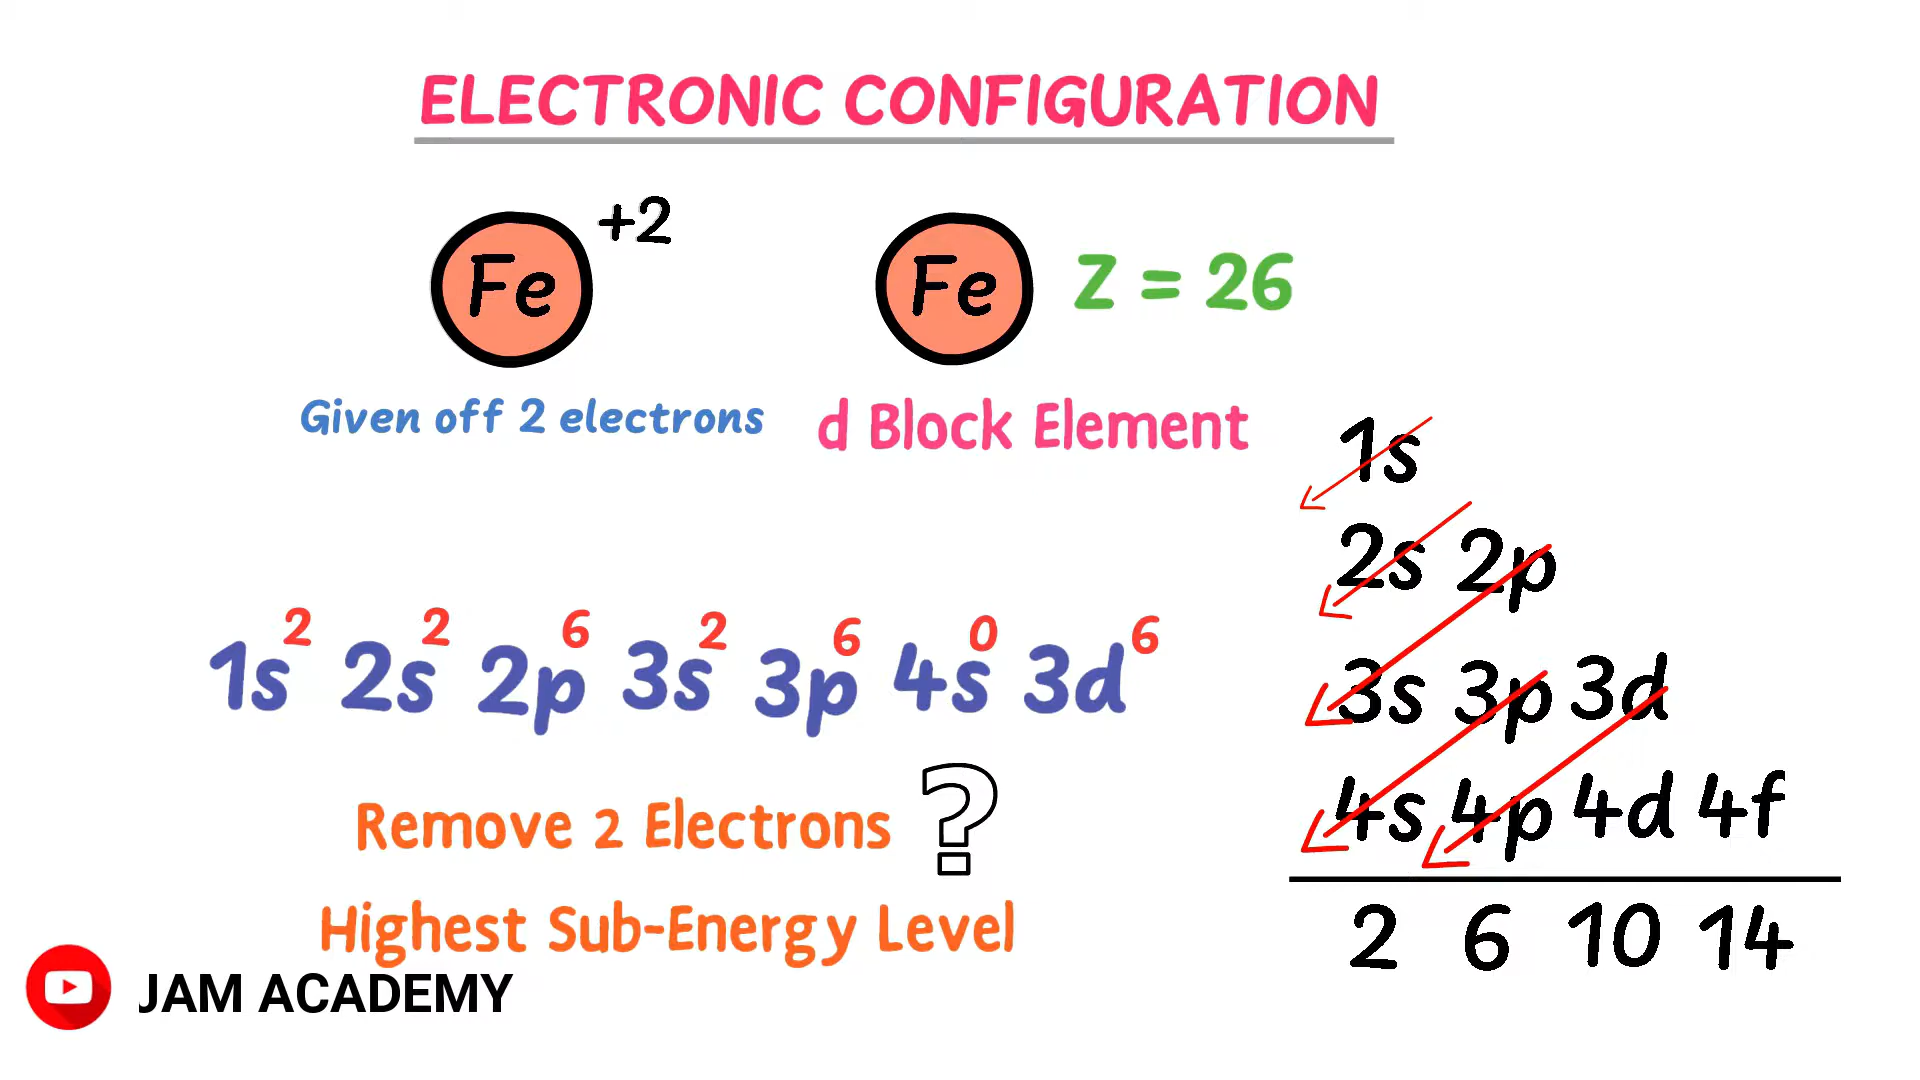 ELECTRONIC CONFIGURATION
Fe +2
Fe Z = 26
Given off 2 electrons
d Block Element
1s
2s 2p
3s 3p 3d
4s 4p 4d 4f
2 6 10 14
1s² 2s² 2p⁶ 3s² 3p⁶ 4s⁰ 3d⁶
Remove 2 Electrons ?
Highest Sub-Energy Level
JAM ACADEMY